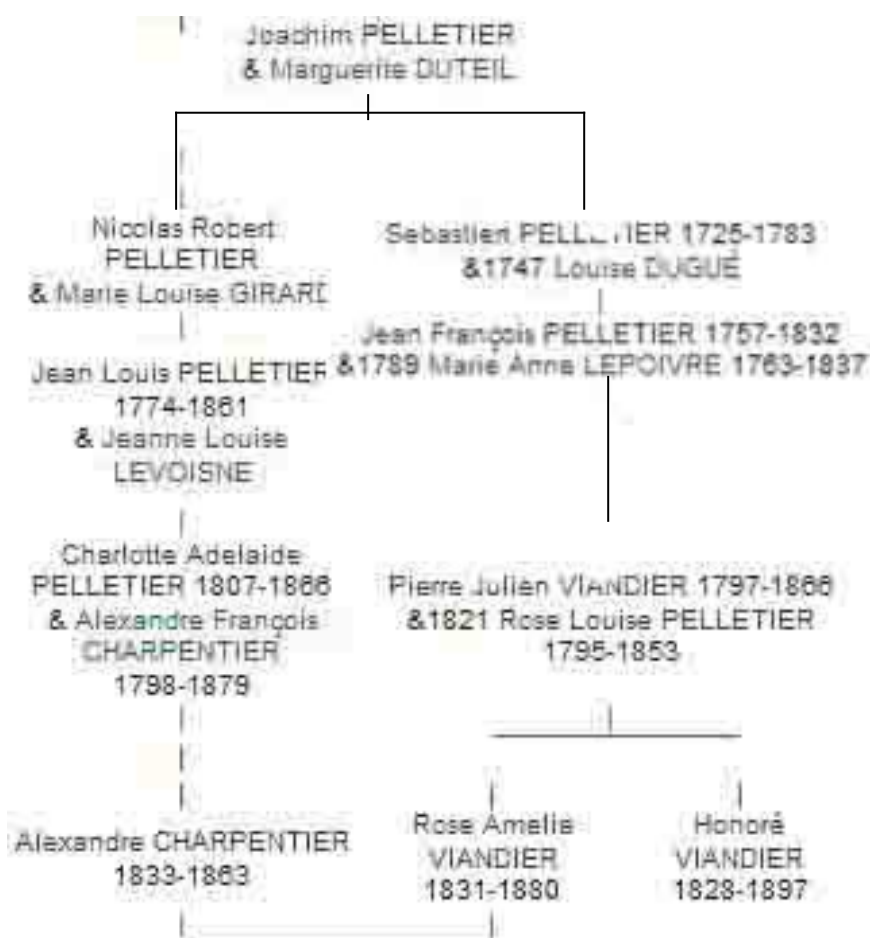 Joachim PELLETIER
& Marguerite DUTEIL
Nicolas Robert
PELLETIER
& Marie Louise GIRARD
Sebastien PELLETIER 1725-1783
&1747 Louise DUGUÉ
Jean François PELLETIER 1757-1832
&1789 Marie Anne LEPOIVRE 1763-1837
Jean Louis PELLETIER
1774-1861
& Jeanne Louise
LEVOISNE
Charlotte Adelaide
PELLETIER 1807-1866
& Alexandre François
CHARPENTIER
1798-1879
Pierre Julien VIANDIER 1797-1866
&1821 Rose Louise PELLETIER
1795-1853
Alexandre CHARPENTIER
1833-1863
Rose Amelie
VIANDIER
1831-1880
Honoré
VIANDIER
1828-1897